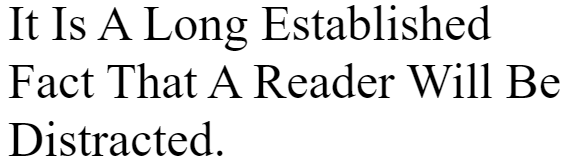 It Is A Long Established
Fact That A Reader Will Be
Distracted.